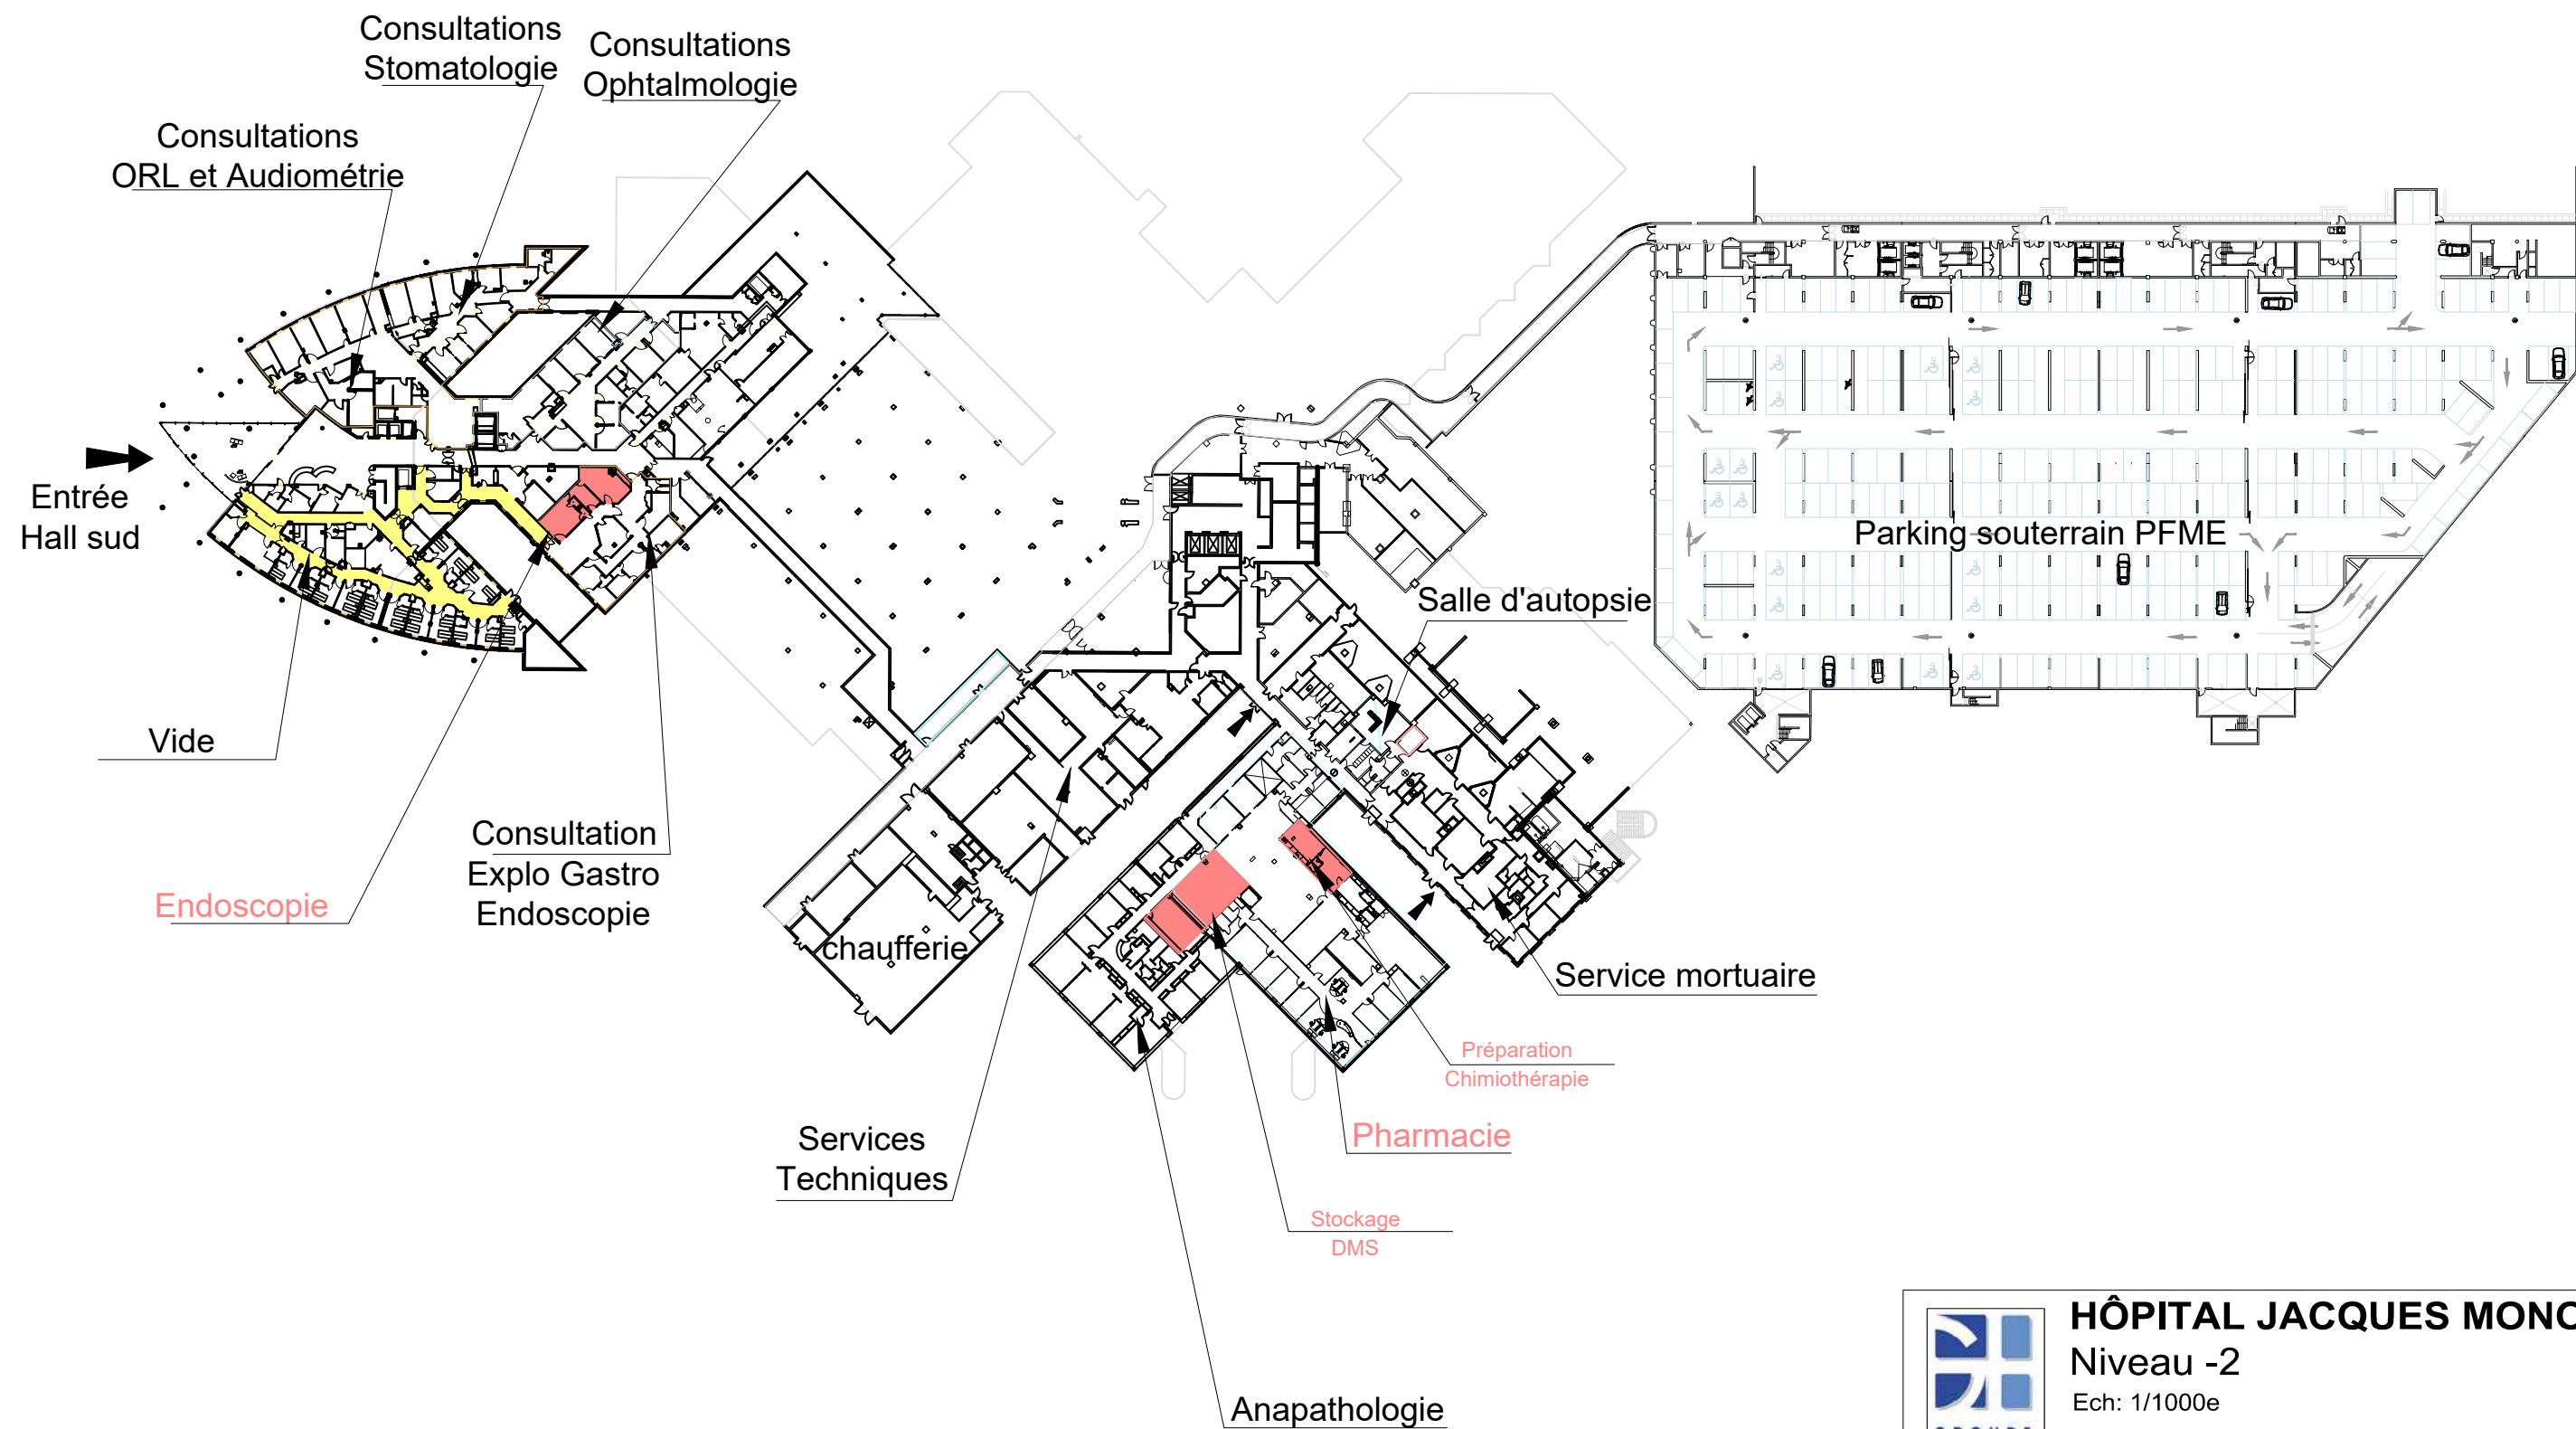 Consultations
Stomatologie
Consultations
Ophtalmologie
Consultations
ORL et Audiométrie
Entrée
Hall sud
Parking souterrain PFME
Salle d'autopsie
Vide
Consultation
Explo Gastro
Endoscopie
Endoscopie
chaufferie
Service mortuaire
Préparation
Chimiothérapie
Pharmacie
Services
Techniques
Stockage
DMS
Anapathologie
HÔPITAL JACQUES MONO
Niveau -2
Ech: 1/1000e